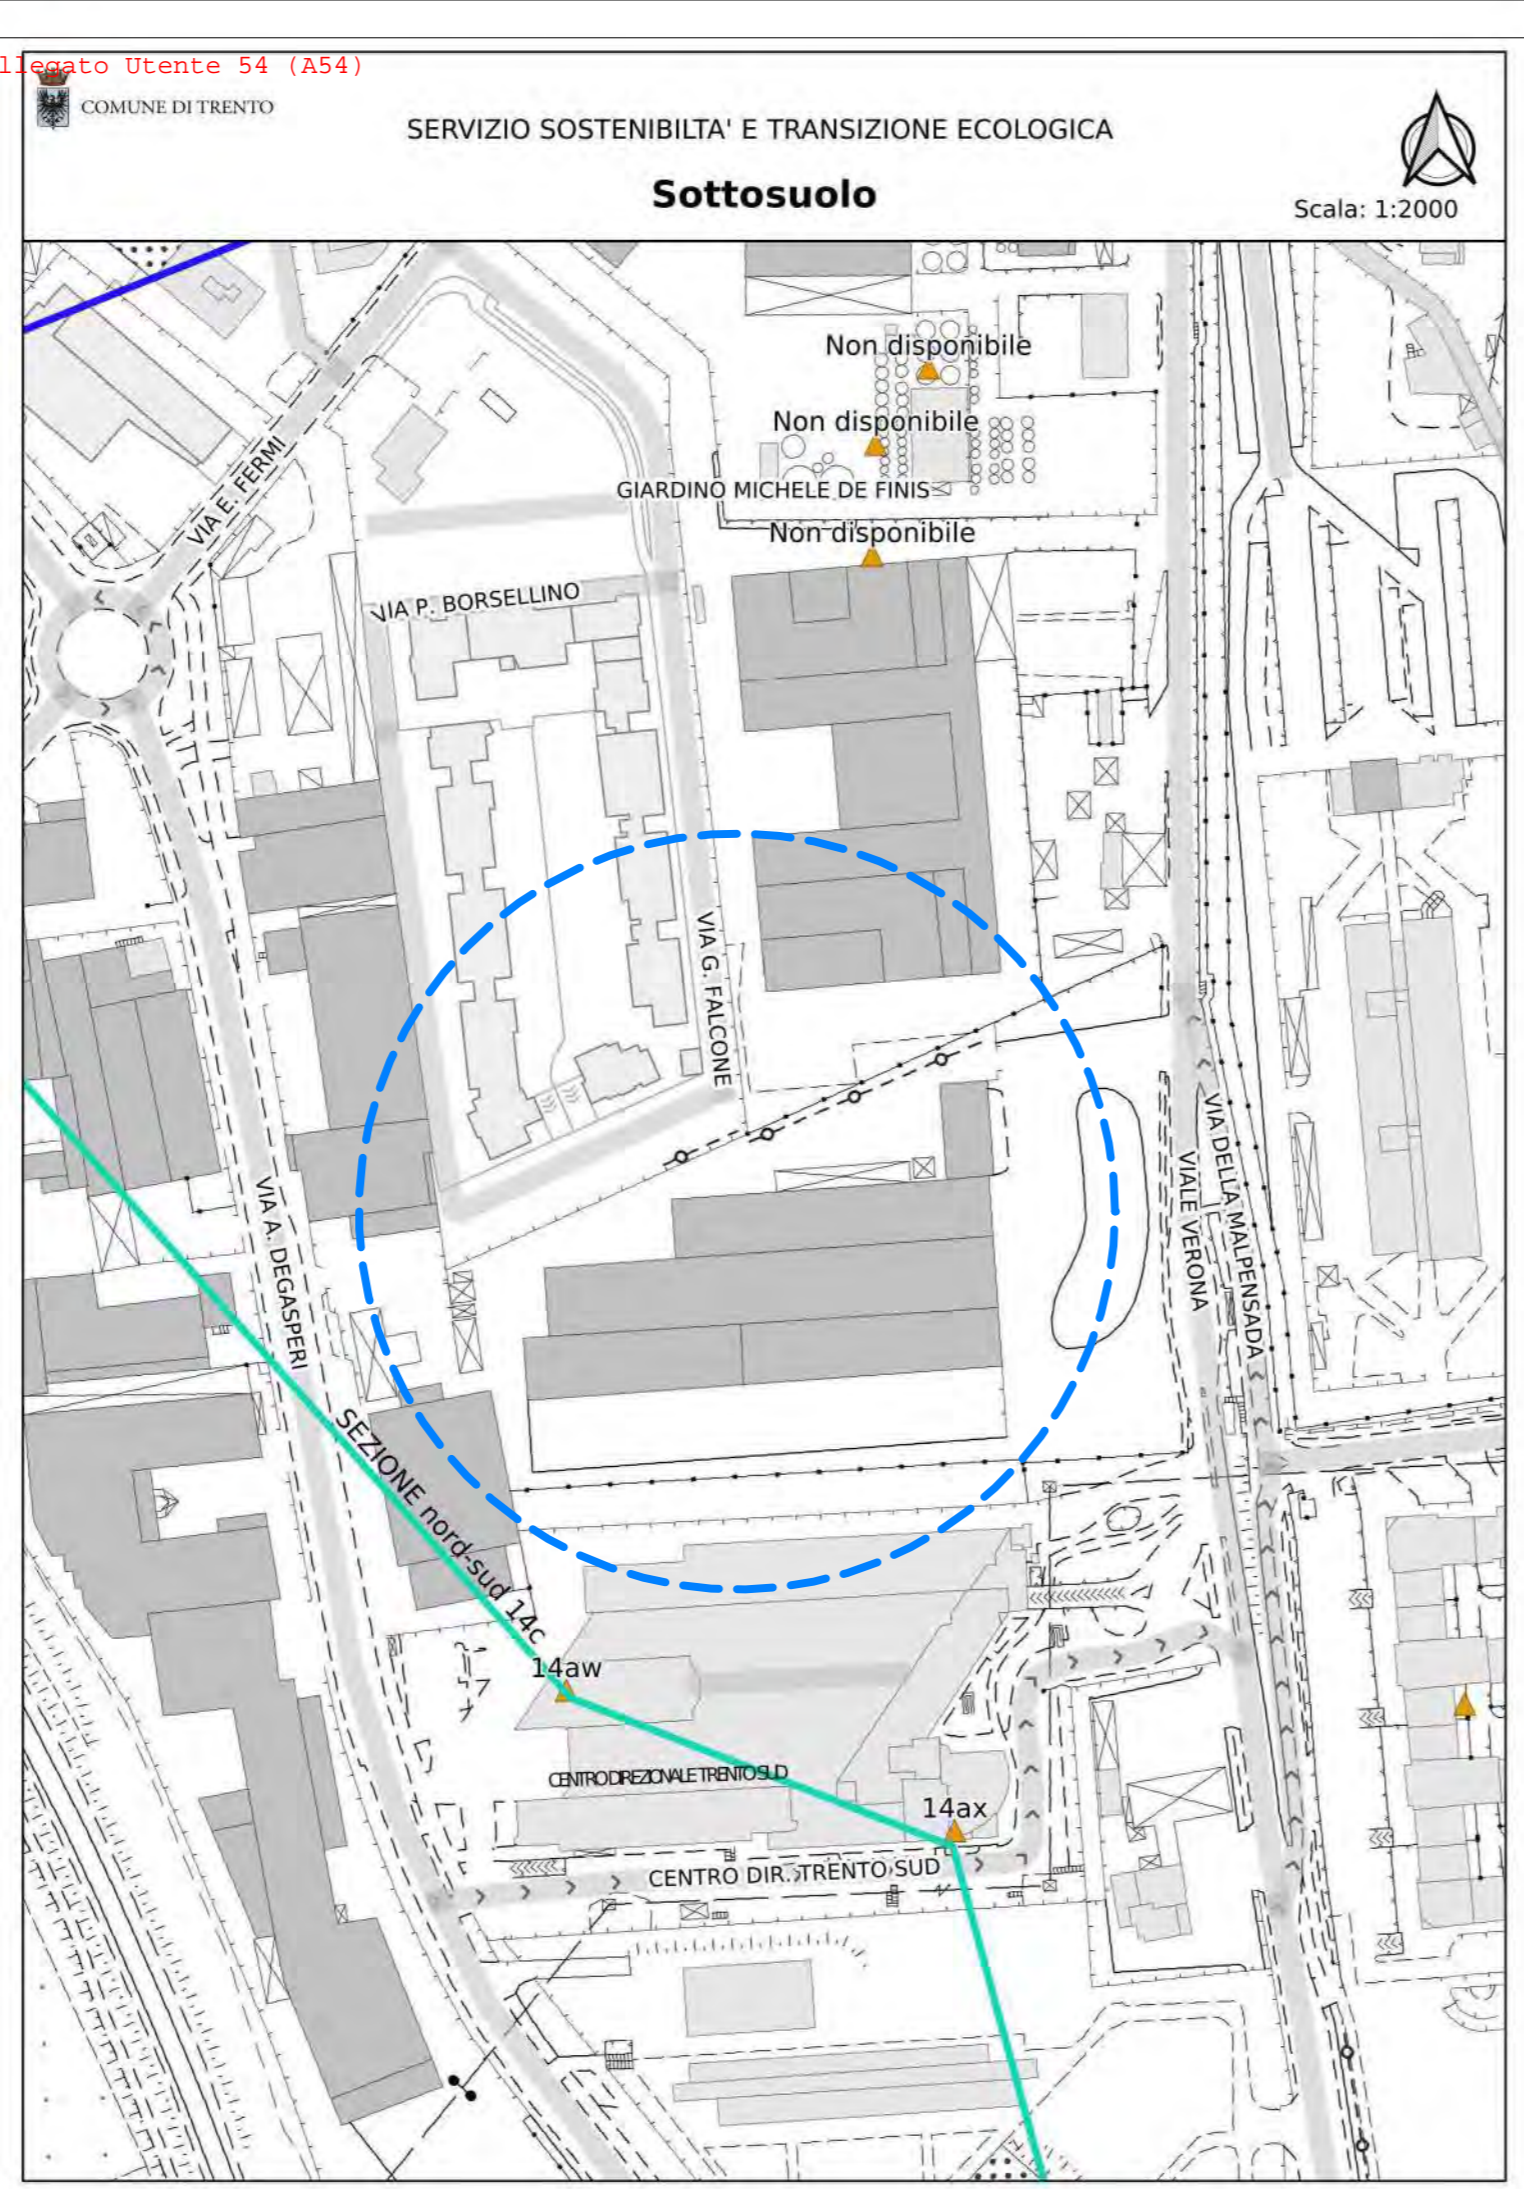 llegato Utente 54 (A54)
COMUNE DI TRENTO
SERVIZIO SOSTENIBILTA' E TRANSIZIONE ECOLOGICA
Sottosuolo
Scala: 1:2000
Non disponibile
Non disponibile
GIARDINO MICHELE DE FINIS
Non disponibile
VIA E. FERMI
VIA P. BORSELLINO
VIA G. FALCONE
VIA A. DEGASPERI
VIA DELLA MALPENSADA
VIALE VERONA
SEZIONE nord-sud 14c
14aw
CENTRO DIREZIONALE TRENTO SUD
14ax
CENTRO DIR. TRENTO SUD